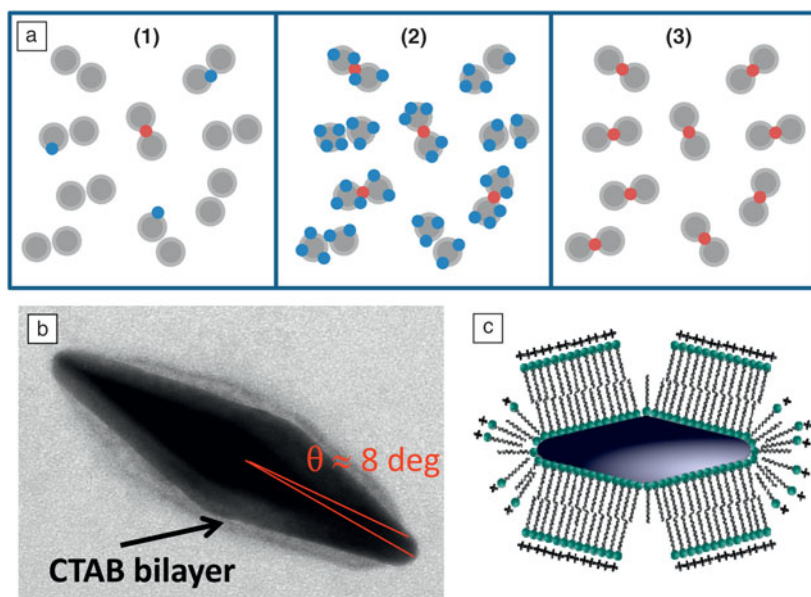 a
(1)
(2)
(3)
b
θ ≈ 8 deg
CTAB bilayer
c